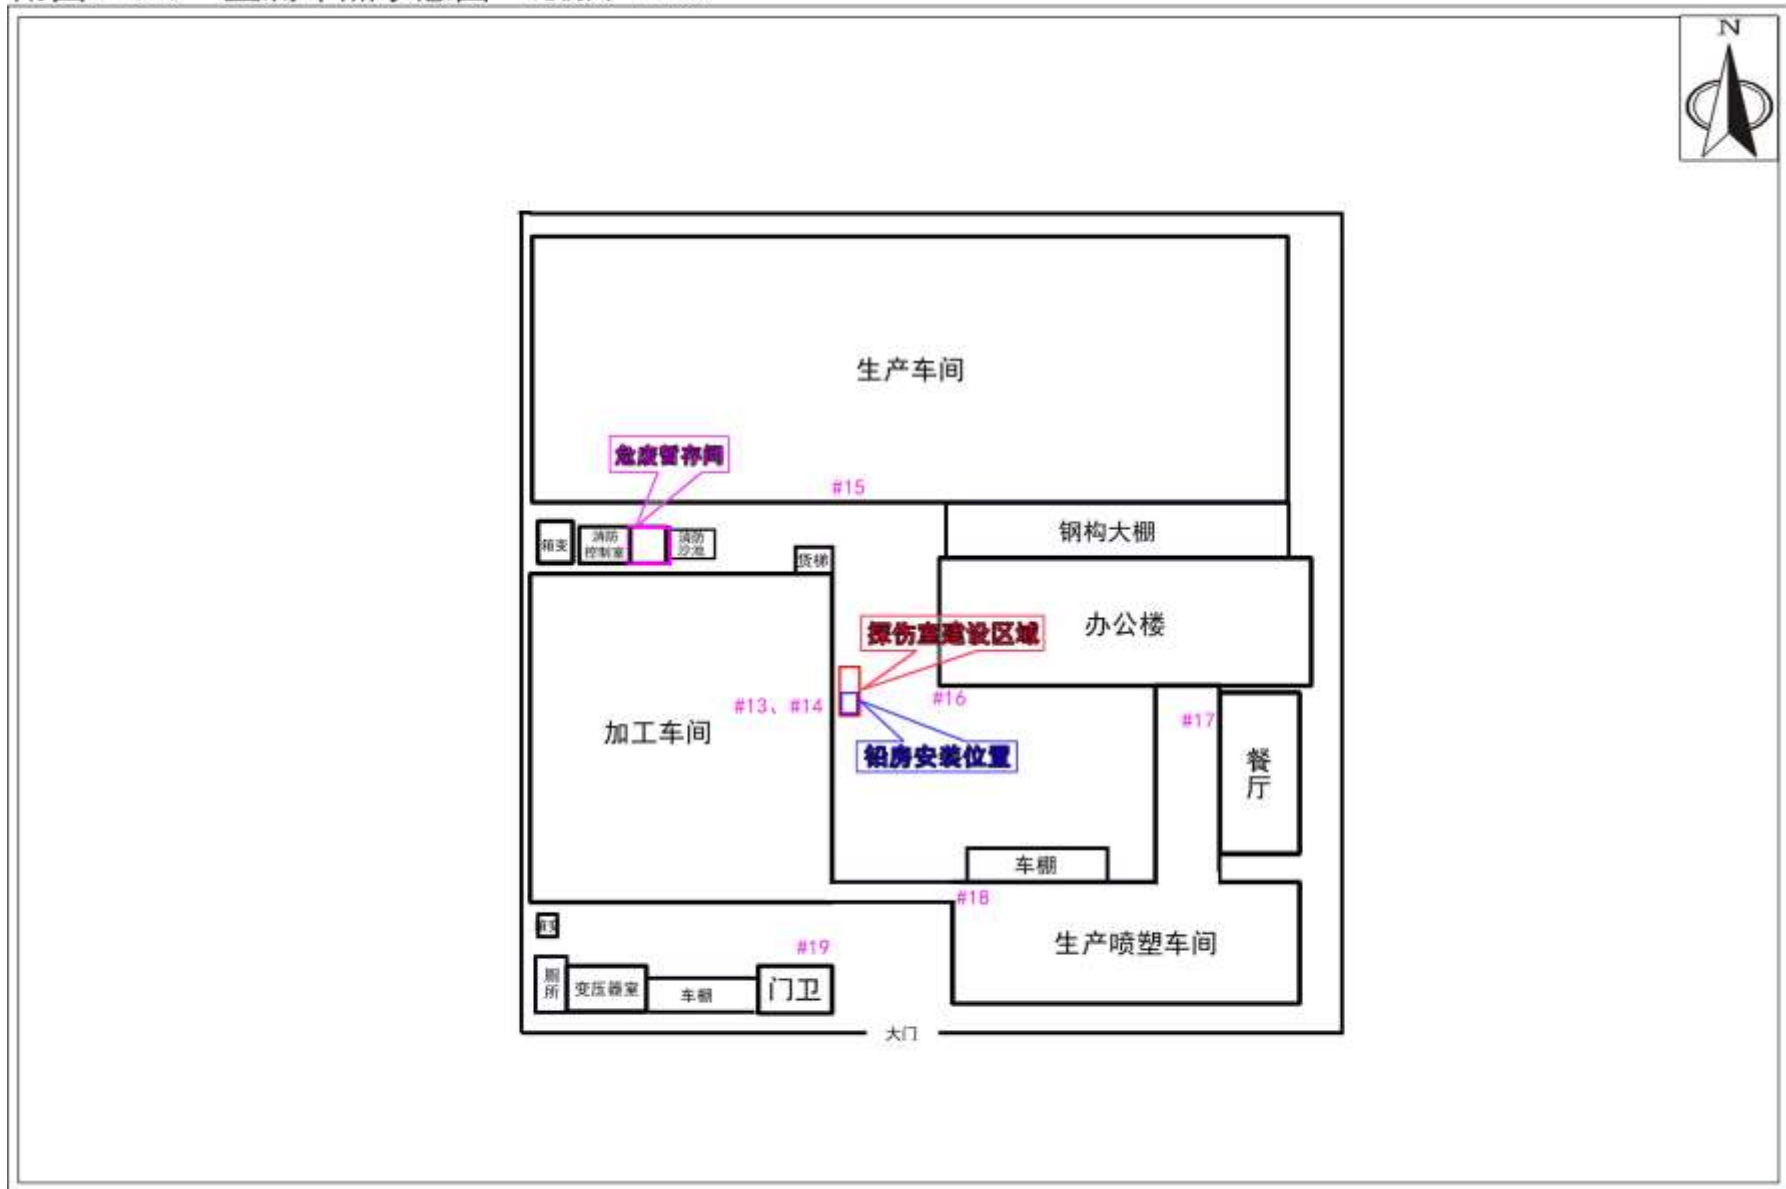 N
生产车间
危废暂存间
#15
箱变
消防
控制室
消防
沙池
货梯
钢构大棚
办公楼
探伤室建设区域
#13、#14
#16
#17
加工车间
铅房安装位置
餐
厅
车棚
#18
生产喷塑车间
#19
厕
所
变压器室
车棚
门卫
大门